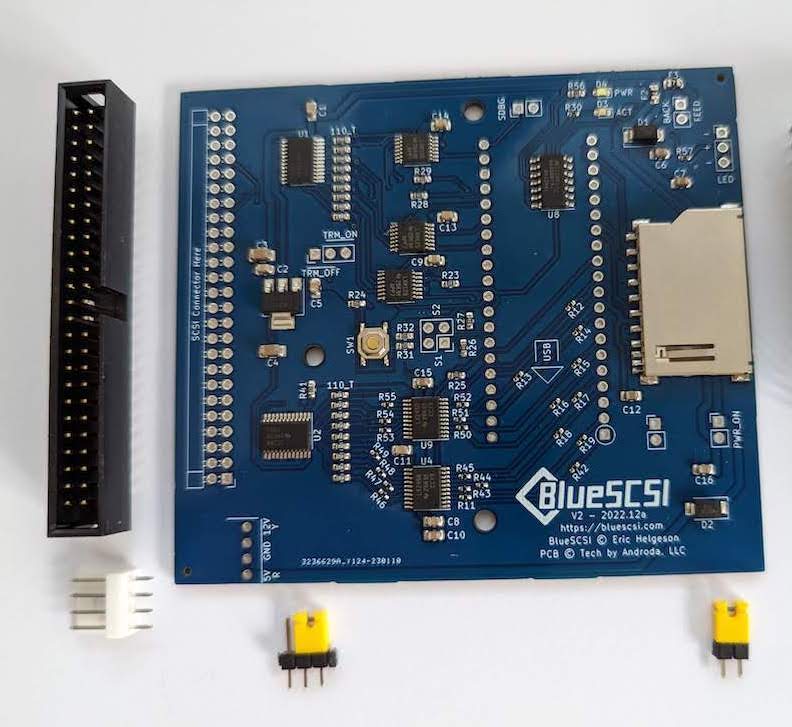 R56
D4
PWR
R30
D3
ACT
SDBG
E2
BACK
FEED
D1
C1
U1
110_T
R29
R28
C13
C9
R23
U8
R57
C6
C7
LED
TRM_ON
TRM_OFF
C2
C5
C4
R24
SW1
R32
R31
S2
S1
R27
R26
USB
R12
R14
R15
R13
R16
R17
R18
R19
R42
SCSI Connector Here
R41
110_T
C15
R25
R55
R54
R53
R52
R51
R50
U2
U9
C11
U4
R49
R48
R47
R46
R45
R44
R43
R11
C8
C10
C12
PWR_ON
C16
D2
BlueSCSI
V2 - 2022.12a
https://bluescsi.com
BlueSCSI © Eric Helgeson
PCB © Tech by Androda, LLC
3236629A_Y124-230110
5V GND 12V
R Y